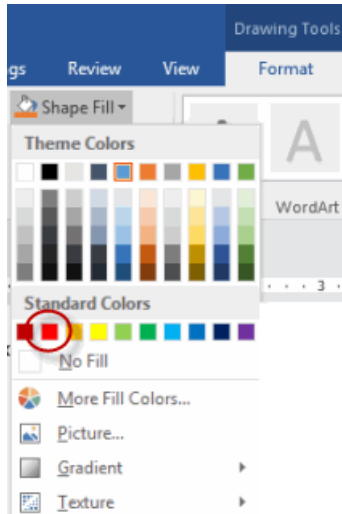 Drawing Tools
gs Review View Format
Shape Fill
Theme Colors
A
WordArt
3
Standard Colors
No Fill
More Fill Colors...
Picture...
Gradient
Texture